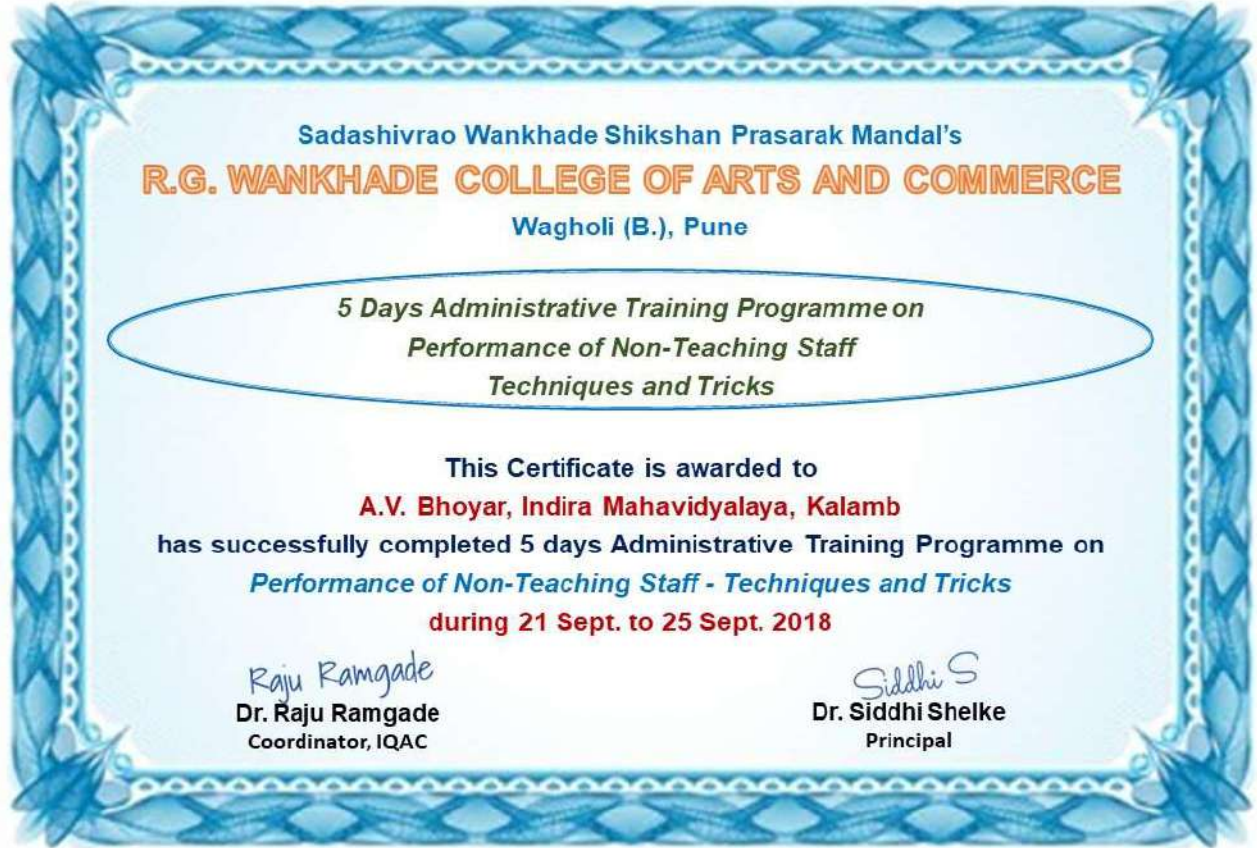 Sadashivrao Wankhade Shikshan Prasarak Mandal's
R.G. WANKHADE COLLEGE OF ARTS AND COMMERCE
Wagholi (B.), Pune
5 Days Administrative Training Programme on
Performance of Non-Teaching Staff
Techniques and Tricks
This Certificate is awarded to
A.V. Bhoyar, Indira Mahavidyalaya, Kalamb
has successfully completed 5 days Administrative Training Programme on
Performance of Non-Teaching Staff - Techniques and Tricks
during 21 Sept. to 25 Sept. 2018
Raju Ramgade
Dr. Raju Ramgade
Coordinator, IQAC
Siddhi S
Dr. Siddhi Shelke
Principal